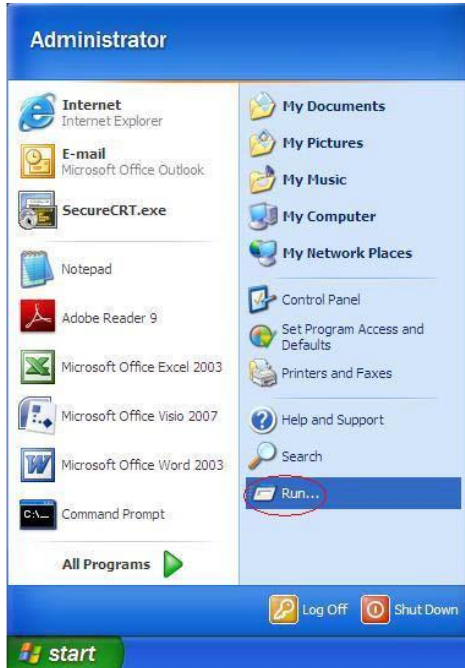 Administrator
Internet
Internet Explorer
E-mail
Microsoft Office Outlook
SecureCRT.exe
Notepad
Adobe Reader 9
Microsoft Office Excel 2003
Microsoft Office Visio 2007
Microsoft Office Word 2003
C:\_
Command Prompt
All Programs
My Documents
My Pictures
My Music
My Computer
My Network Places
Control Panel
Set Program Access and
Defaults
Printers and Faxes
Help and Support
Search
Run...
Log Off
Shut Down
start